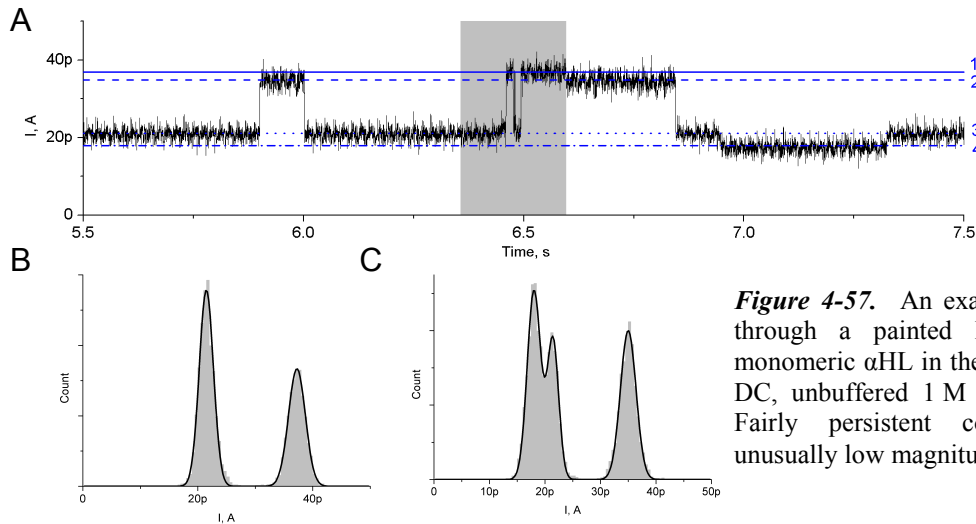 A
40p
20p
0
I, A
5.5
6.0
6.5
7.0
7.5
Time, s
1
2
3
B
Count
0
20p
40p
I, A
C
Count
0
10p
20p
30p
40p
50p
I, A
Figure 4-57. An exa
through a painted
monomeric αHL in the
DC, unbuffered 1 M
Fairly persistent co
unusually low magnitu